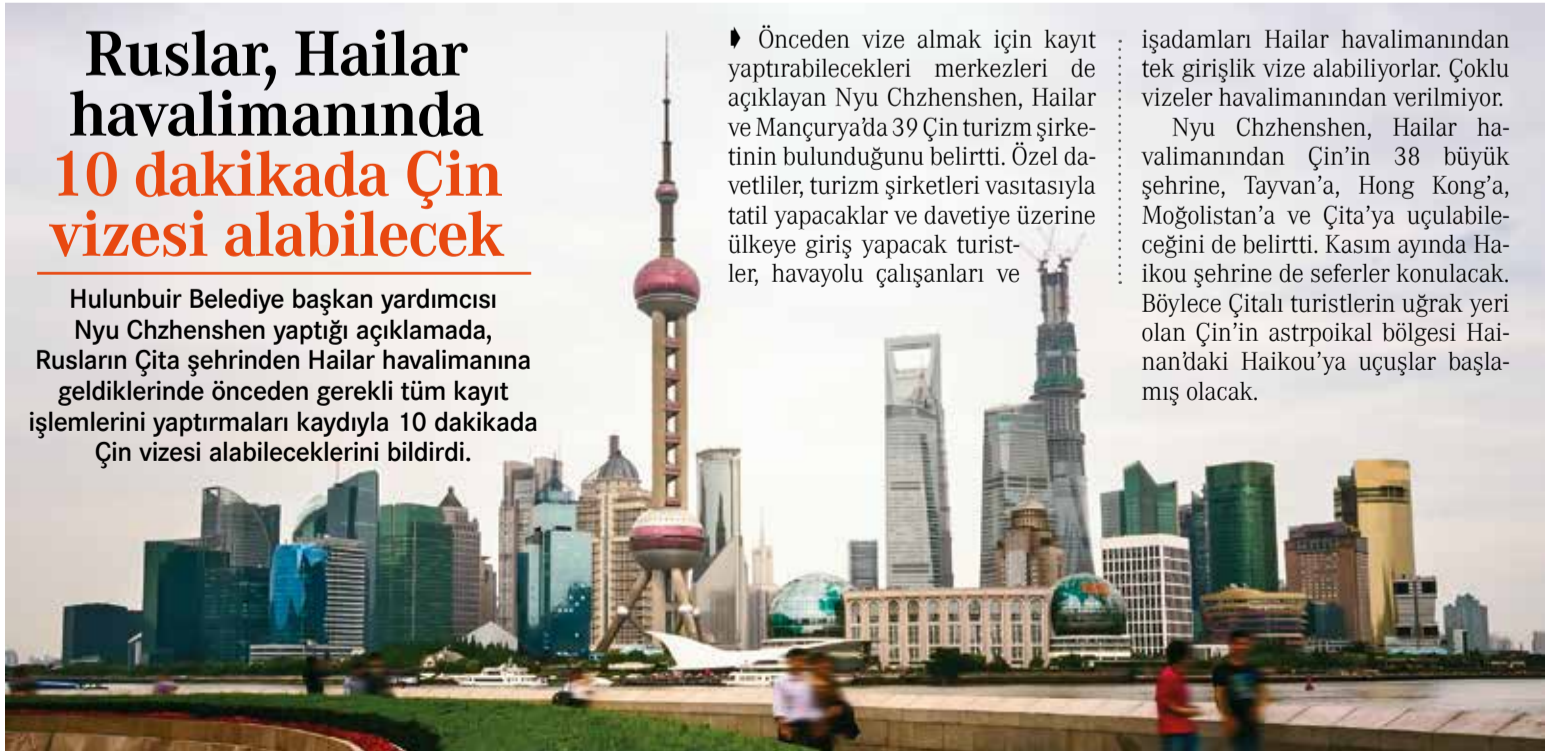 Ruslar, Hailar
havalimanında
10 dakikada Çin
vizesi alabilecek
Hulunbuir Belediye başkan yardımcısı
Nyu Chzhenshen yaptığı açıklamada,
Rusların Çita şehrinden Hailar havalimanına
geldiklerinde önceden gerekli tüm kayıt
işlemlerini yaptırmaları kaydıyla 10 dakikada
Çin vizesi alabileceklerini bildirdi.
Önceden vize almak için kayıt
yaptırabilecekleri merkezleri de
açıklayan Nyu Chzhenshen, Hailar
ve Mançurya'da 39 Çin turizm şirke-
tinin bulunduğunu belirtti. Özel da-
vetliler, turizm şirketleri vasıtasıyla
tatil yapacaklar ve davetiye üzerine
ülkeye giriş yapacak turist-
ler, havayolu çalışanları ve
işadamları Hailar havalimanından
tek girişlik vize alabiliyorlar. Çoklu
vizeler havalimanından verilmiyor.
Nyu Chzhenshen, Hailar ha-
valimanından Çin'in 38 büyük
şehrine, Tayvan'a, Hong Kong'a,
Moğolistan'a ve Çita'ya uçulabile-
ceğini de belirtti. Kasım ayında Ha-
ikou şehrine de seferler konulacak.
Böylece Çitalı turistlerin uğrak yeri
olan Çin'in astrpoikal bölgesi Hai-
nan'daki Haikou'ya uçuşlar başla-
mış olacak.